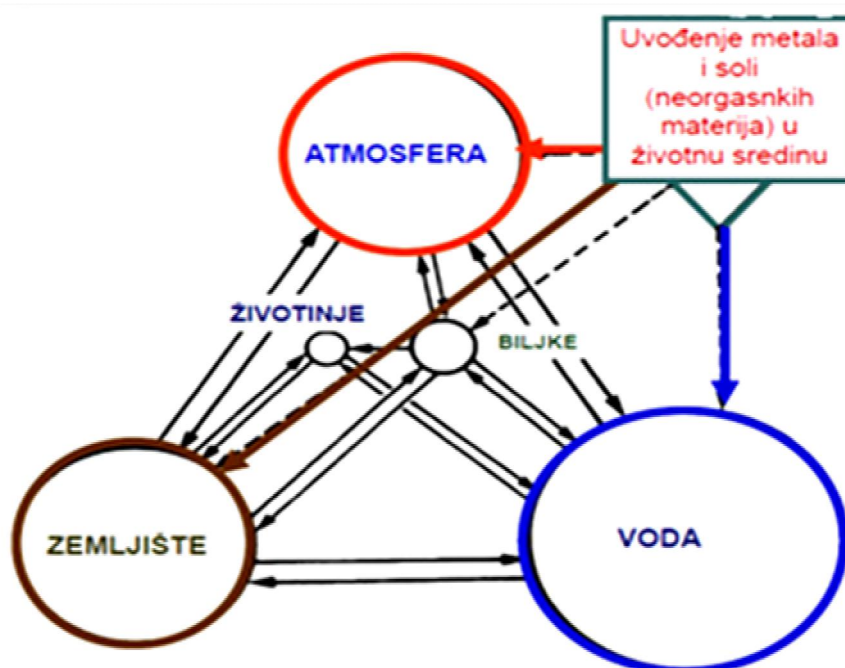 Uvođenje metala
i soli
(neorgasnkih
materija) u
životnu sredinu
ATMOSFERA
ŽIVOTINJE
BILJKE
ZEMLJIŠTE
VODA